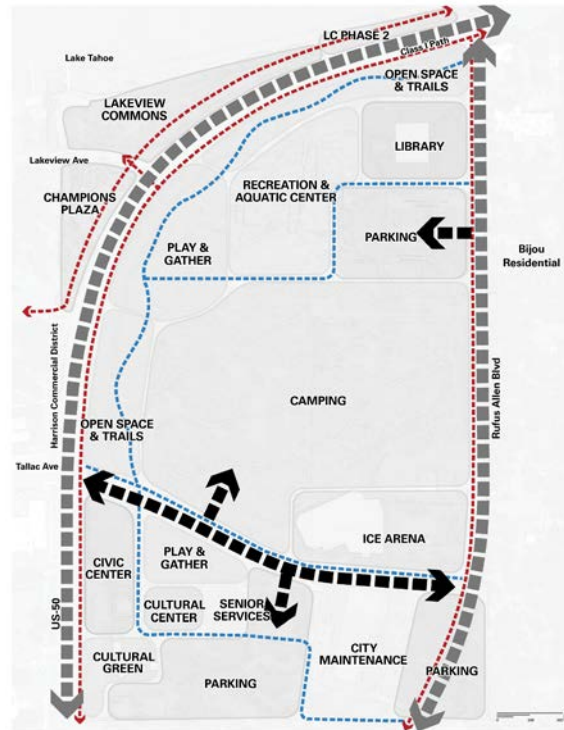 LC PHASE 2
Class I Path
Lake Tahoe
OPEN SPACE
& TRAILS
LAKEVIEW
COMMONS
LIBRARY
Lakeview Ave
RECREATION &
AQUATIC CENTER
CHAMPIONS
PLAZA
PLAY &
GATHER
PARKING
Bijou
Residential
Harrison Commercial District
Rufus Allen Blvd
CAMPING
OPEN SPACE
& TRAILS
Tallac Ave
ICE ARENA
PLAY &
GATHER
CIVIC
CENTER
US-50
CULTURAL
CENTER
SENIOR
SERVICES
CULTURAL
GREEN
CITY
MAINTENANCE
PARKING
PARKING